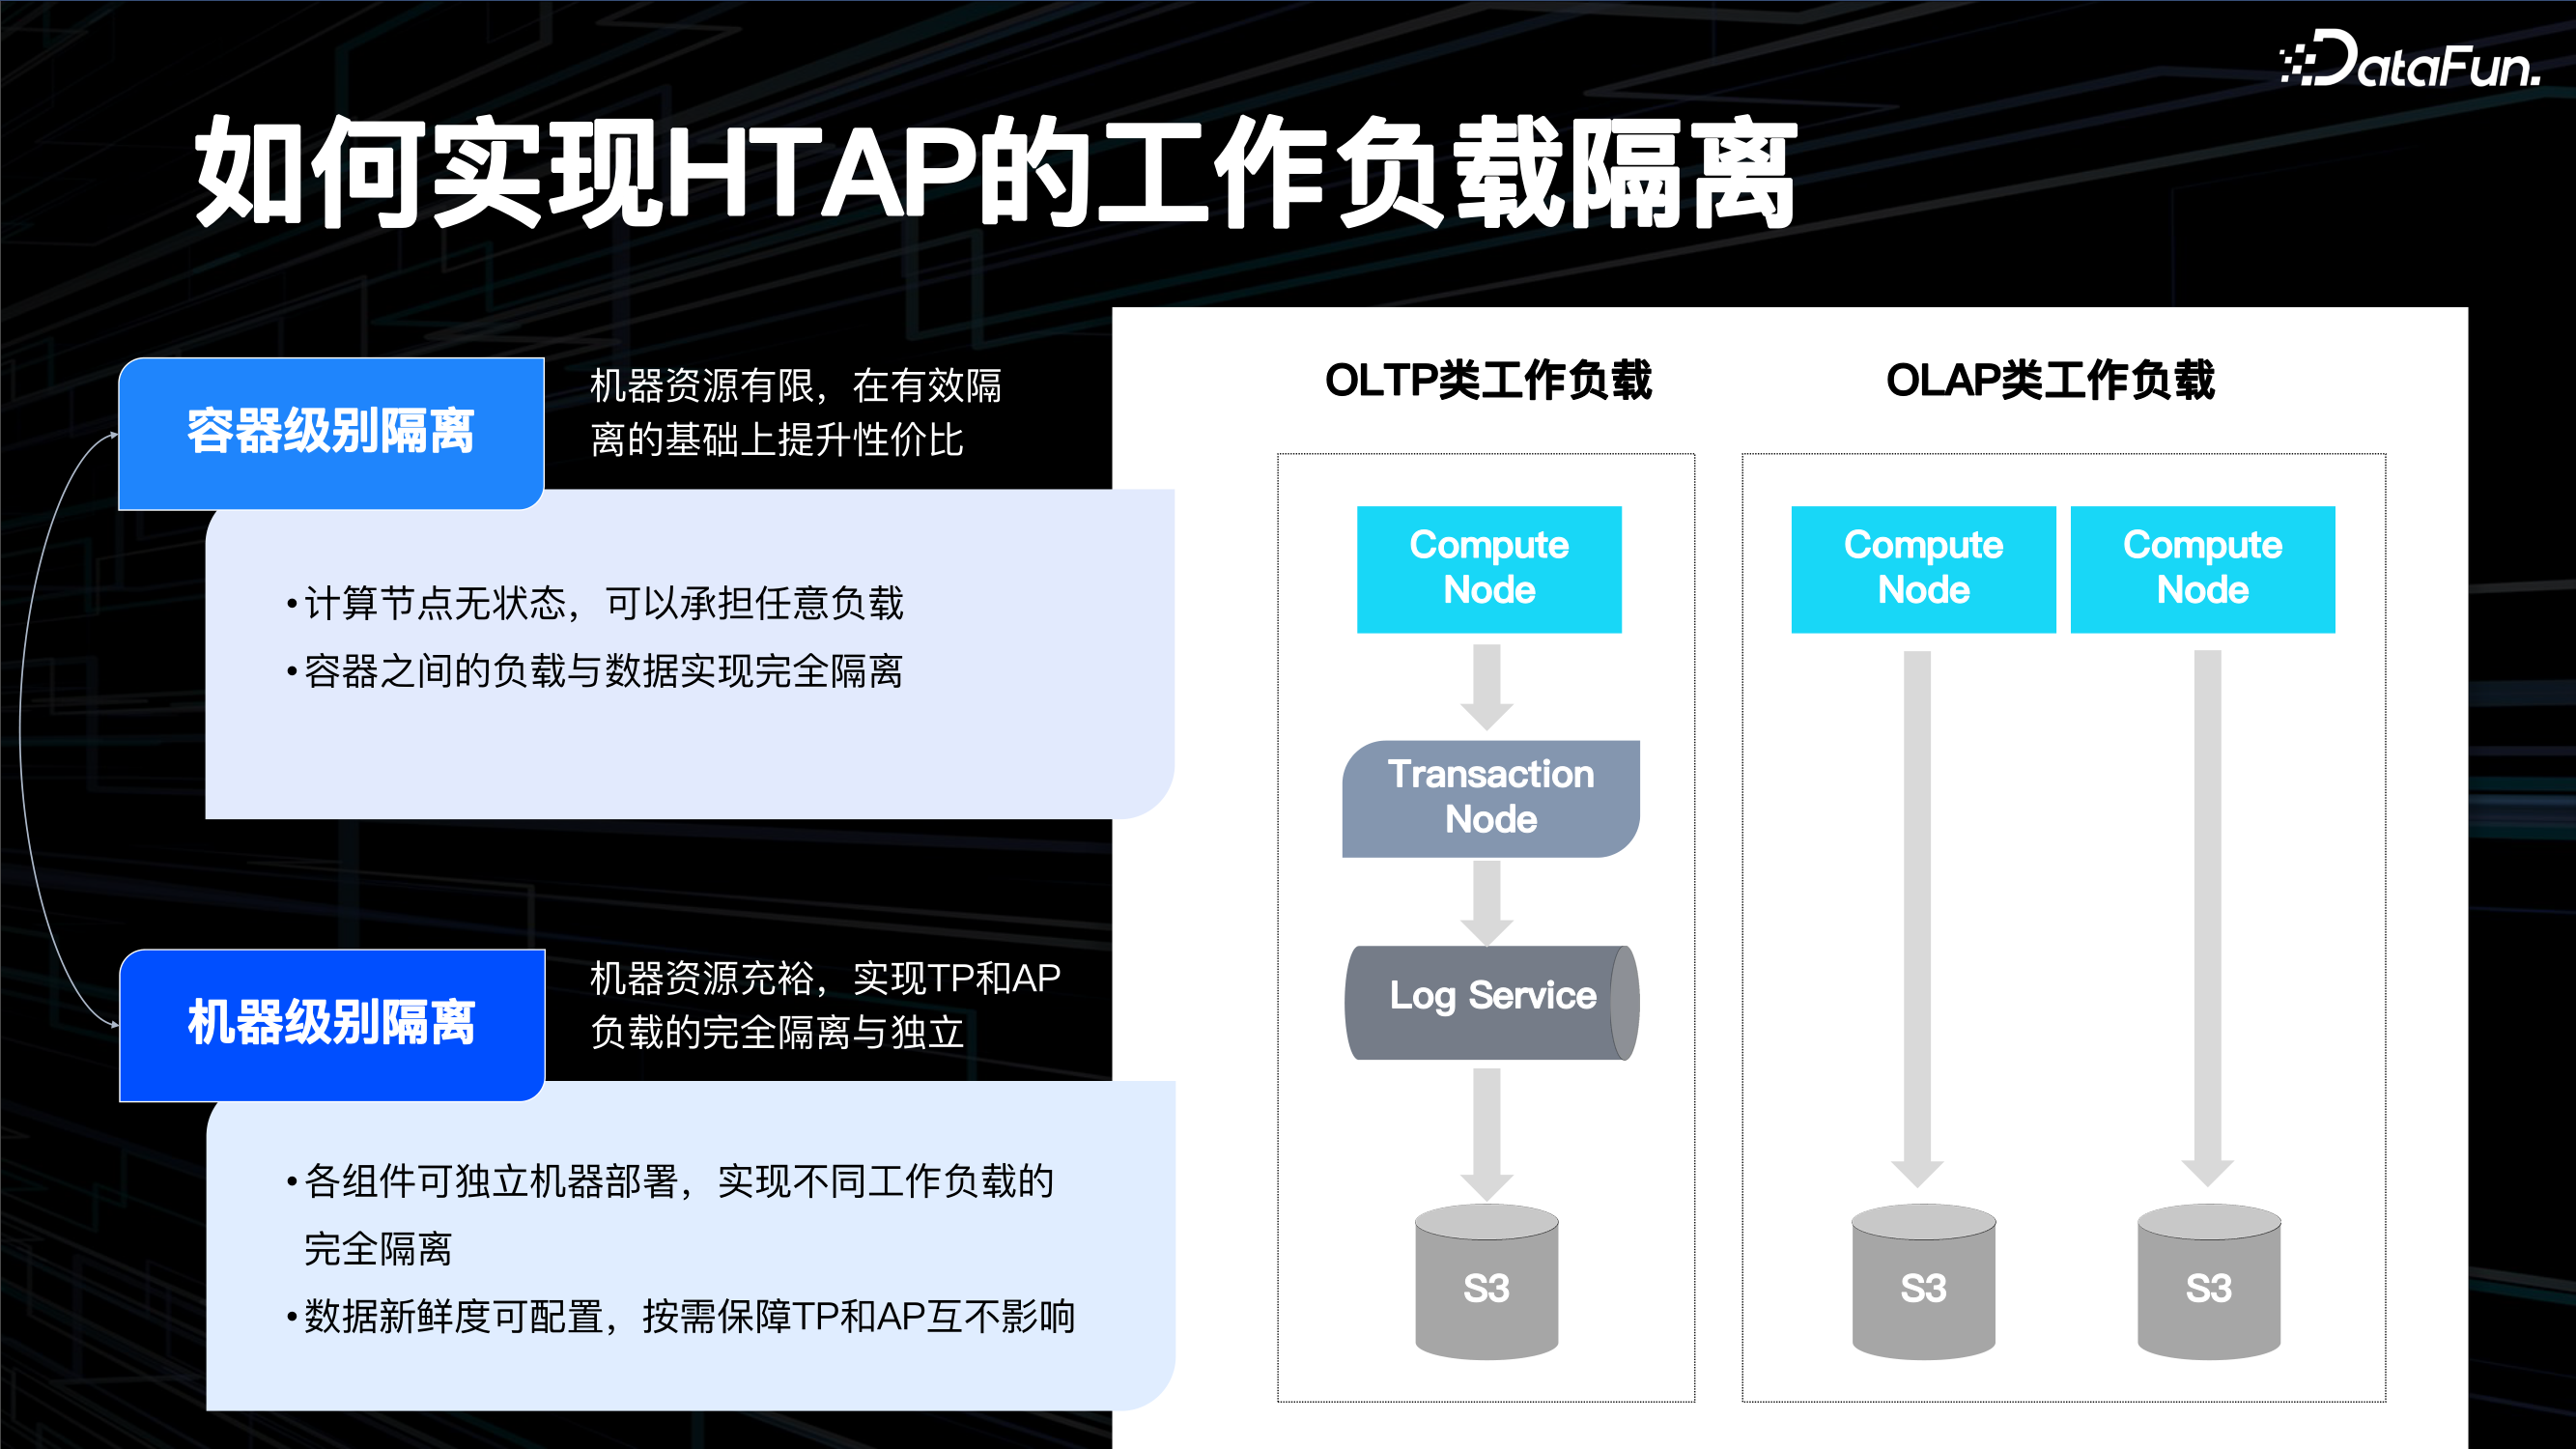 DataFun.
如何实现HTAP的工作负载隔离
容器级别隔离
机器资源有限，在有效隔
离的基础上提升性价比
•计算节点无状态，可以承担任意负载
•容器之间的负载与数据实现完全隔离
机器级别隔离
机器资源充裕，实现TP和AP
负载的完全隔离与独立
•各组件可独立机器部署，实现不同工作负载的
完全隔离
•数据新鲜度可配置，按需保障TP和AP互不影响
OLTP类工作负载
Compute
Node
Transaction
Node
Log Service
S3
OLAP类工作负载
Compute
Node
Compute
Node
S3
S3